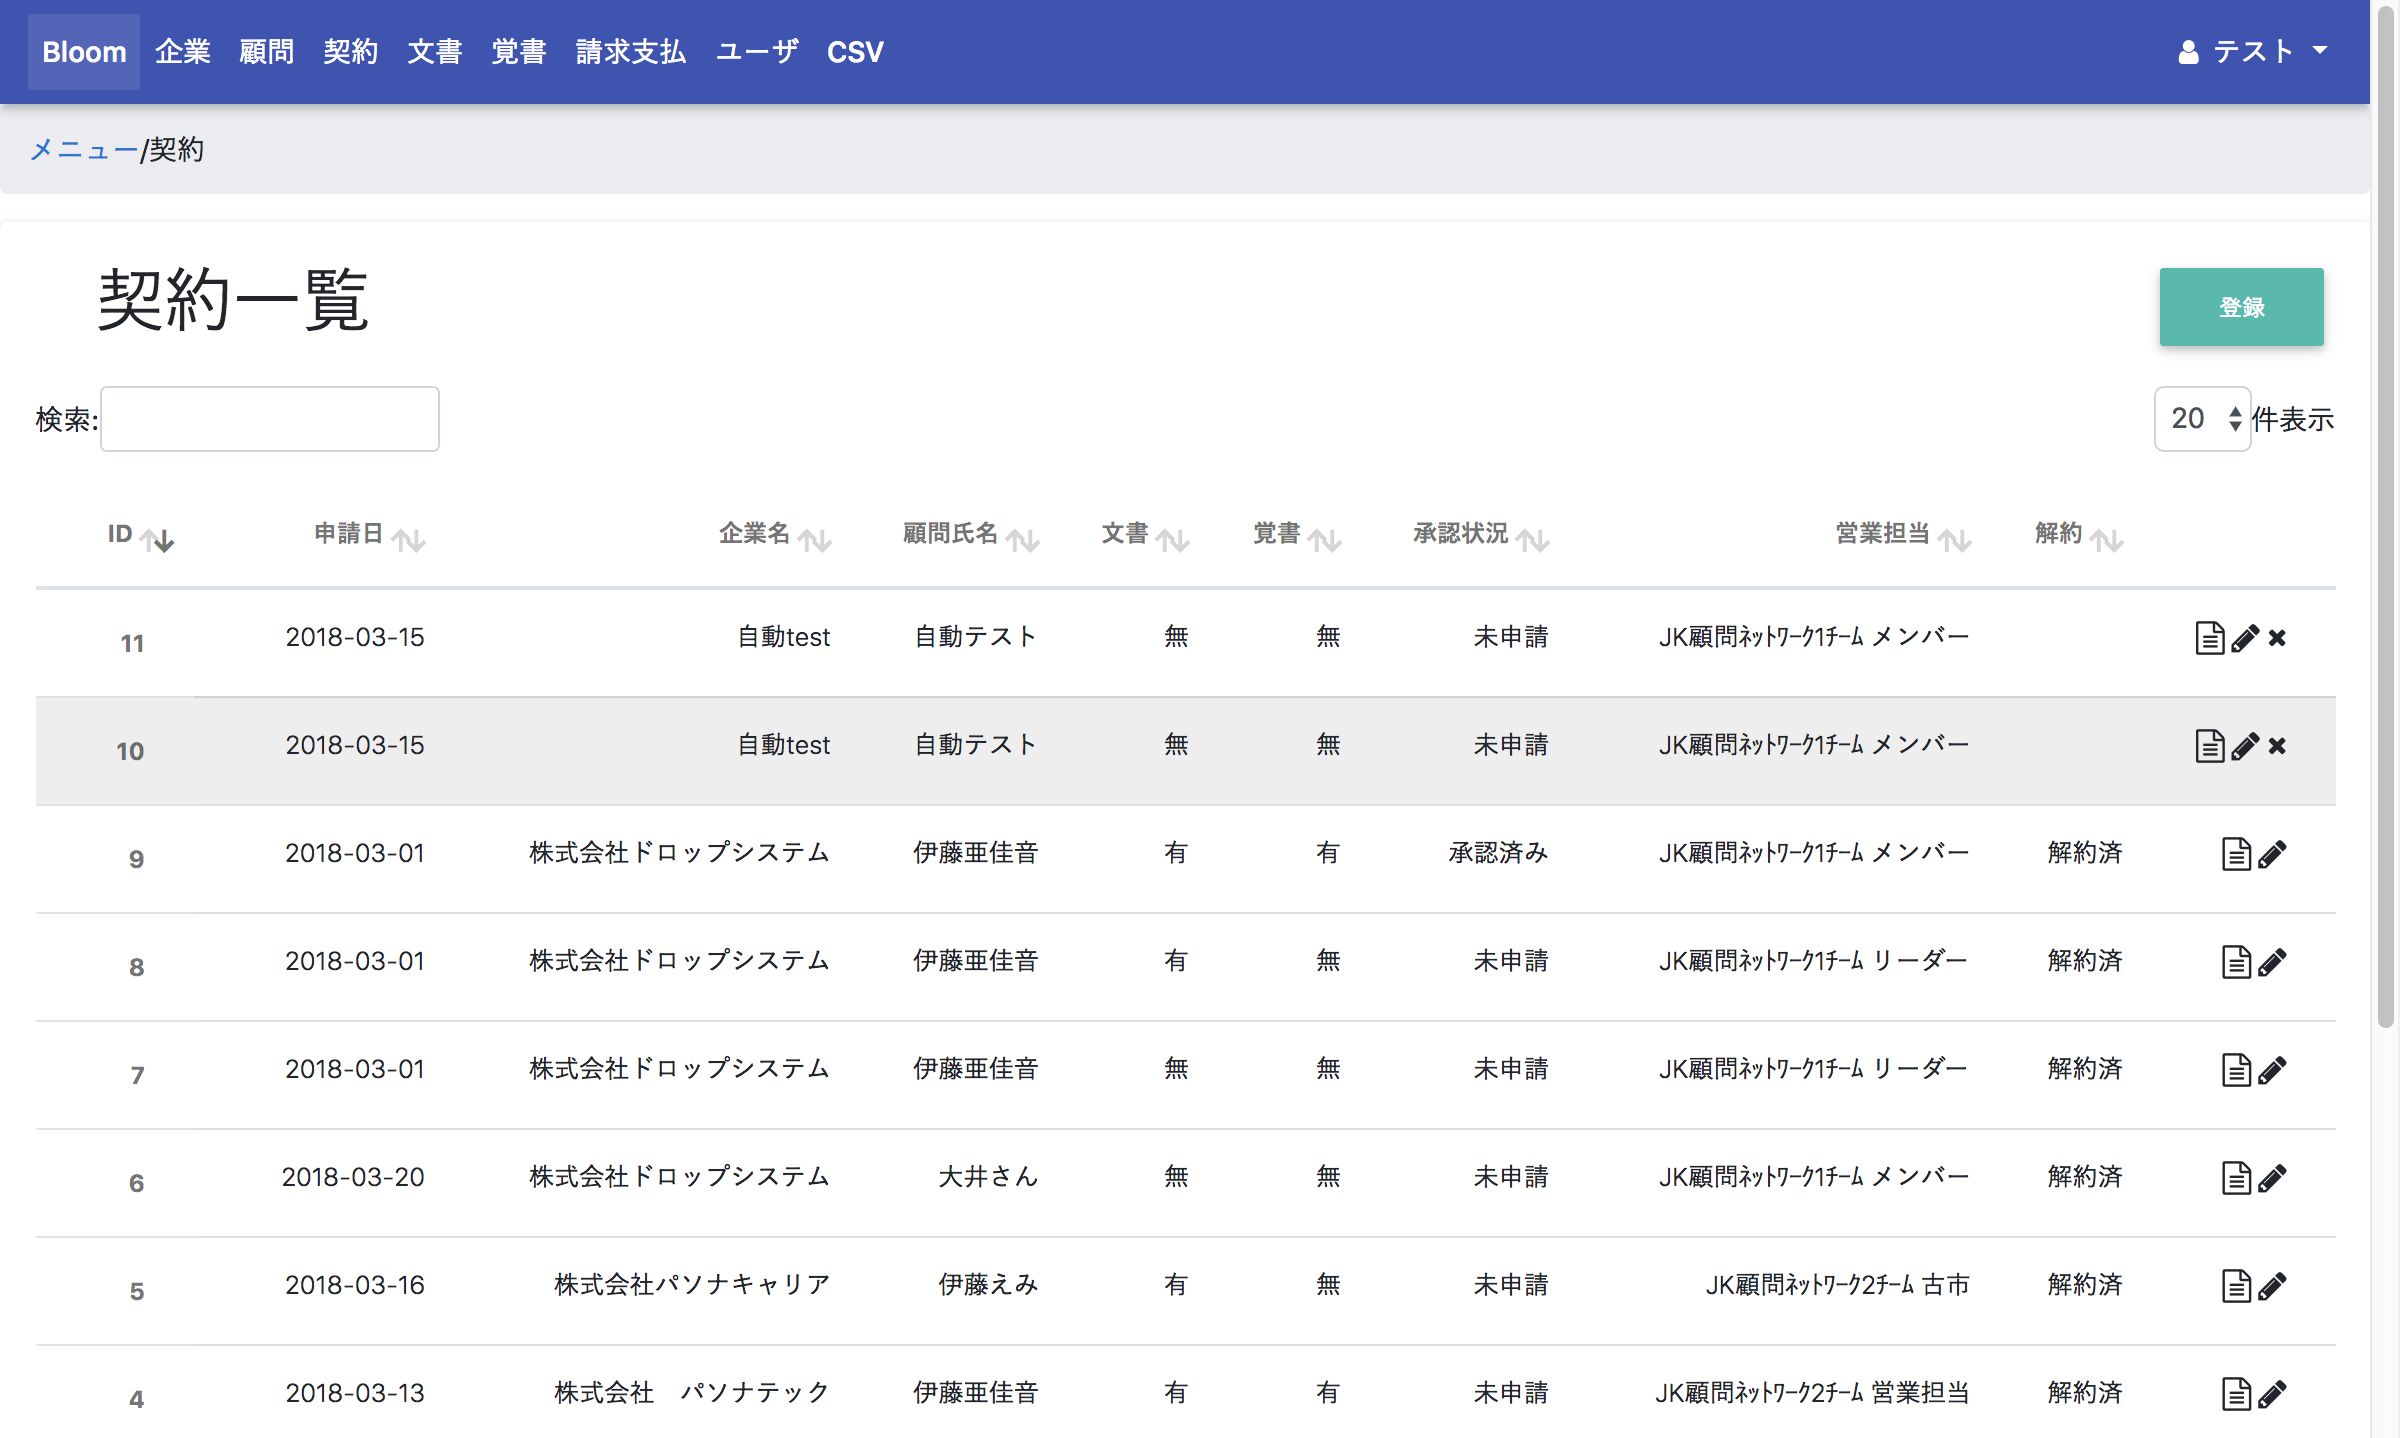 Bloom 企業 顧問 契約 文書 覚書 請求支払 ユーザ CSV テスト
メニュー/契約
契約一覧
登録
検索: 20 件表示
ID 申請日 企業名 顧問氏名 文書 覚書 承認状況 営業担当 解約
11 2018-03-15 自動test 自動テスト 無 無 未申請 JK顧問ﾈｯﾄﾜｰｸ1ﾁｰﾑ メンバー
10 2018-03-15 自動test 自動テスト 無 無 未申請 JK顧問ﾈｯﾄﾜｰｸ1ﾁｰﾑ メンバー
9 2018-03-01 株式会社ドロップシステム 伊藤亜佳音 有 有 承認済み JK顧問ﾈｯﾄﾜｰｸ1ﾁｰﾑ メンバー 解約済
8 2018-03-01 株式会社ドロップシステム 伊藤亜佳音 有 無 未申請 JK顧問ﾈｯﾄﾜｰｸ1ﾁｰﾑ リーダー 解約済
7 2018-03-01 株式会社ドロップシステム 伊藤亜佳音 無 無 未申請 JK顧問ﾈｯﾄﾜｰｸ1ﾁｰﾑ リーダー 解約済
6 2018-03-20 株式会社ドロップシステム 大井さん 無 無 未申請 JK顧問ﾈｯﾄﾜｰｸ1ﾁｰﾑ メンバー 解約済
5 2018-03-16 株式会社パソナキャリア 伊藤えみ 有 無 未申請 JK顧問ﾈｯﾄﾜｰｸ2ﾁｰﾑ 古市 解約済
4 2018-03-13 株式会社　パソナテック 伊藤亜佳音 有 有 未申請 JK顧問ﾈｯﾄﾜｰｸ2ﾁｰﾑ 営業担当 解約済